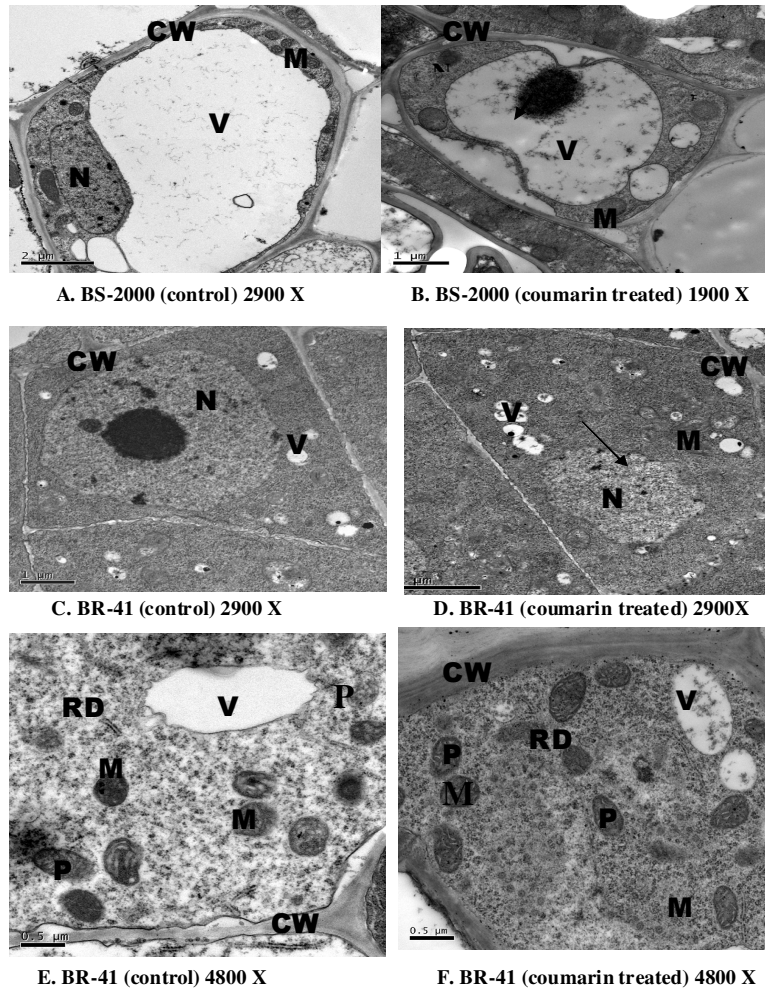 CW
M
V
N
2 µm
A. BS-2000 (control) 2900 X
CW
V
M
1 µm
B. BS-2000 (coumarin treated) 1900 X
CW
N
V
1 µm
C. BR-41 (control) 2900 X
CW
V
M
N
µm
D. BR-41 (coumarin treated) 2900X
RD
V
P
M
M
P
CW
0.5 µm
E. BR-41 (control) 4800 X
CW
V
RD
P
M
P
M
0.5 µm
F. BR-41 (coumarin treated) 4800 X